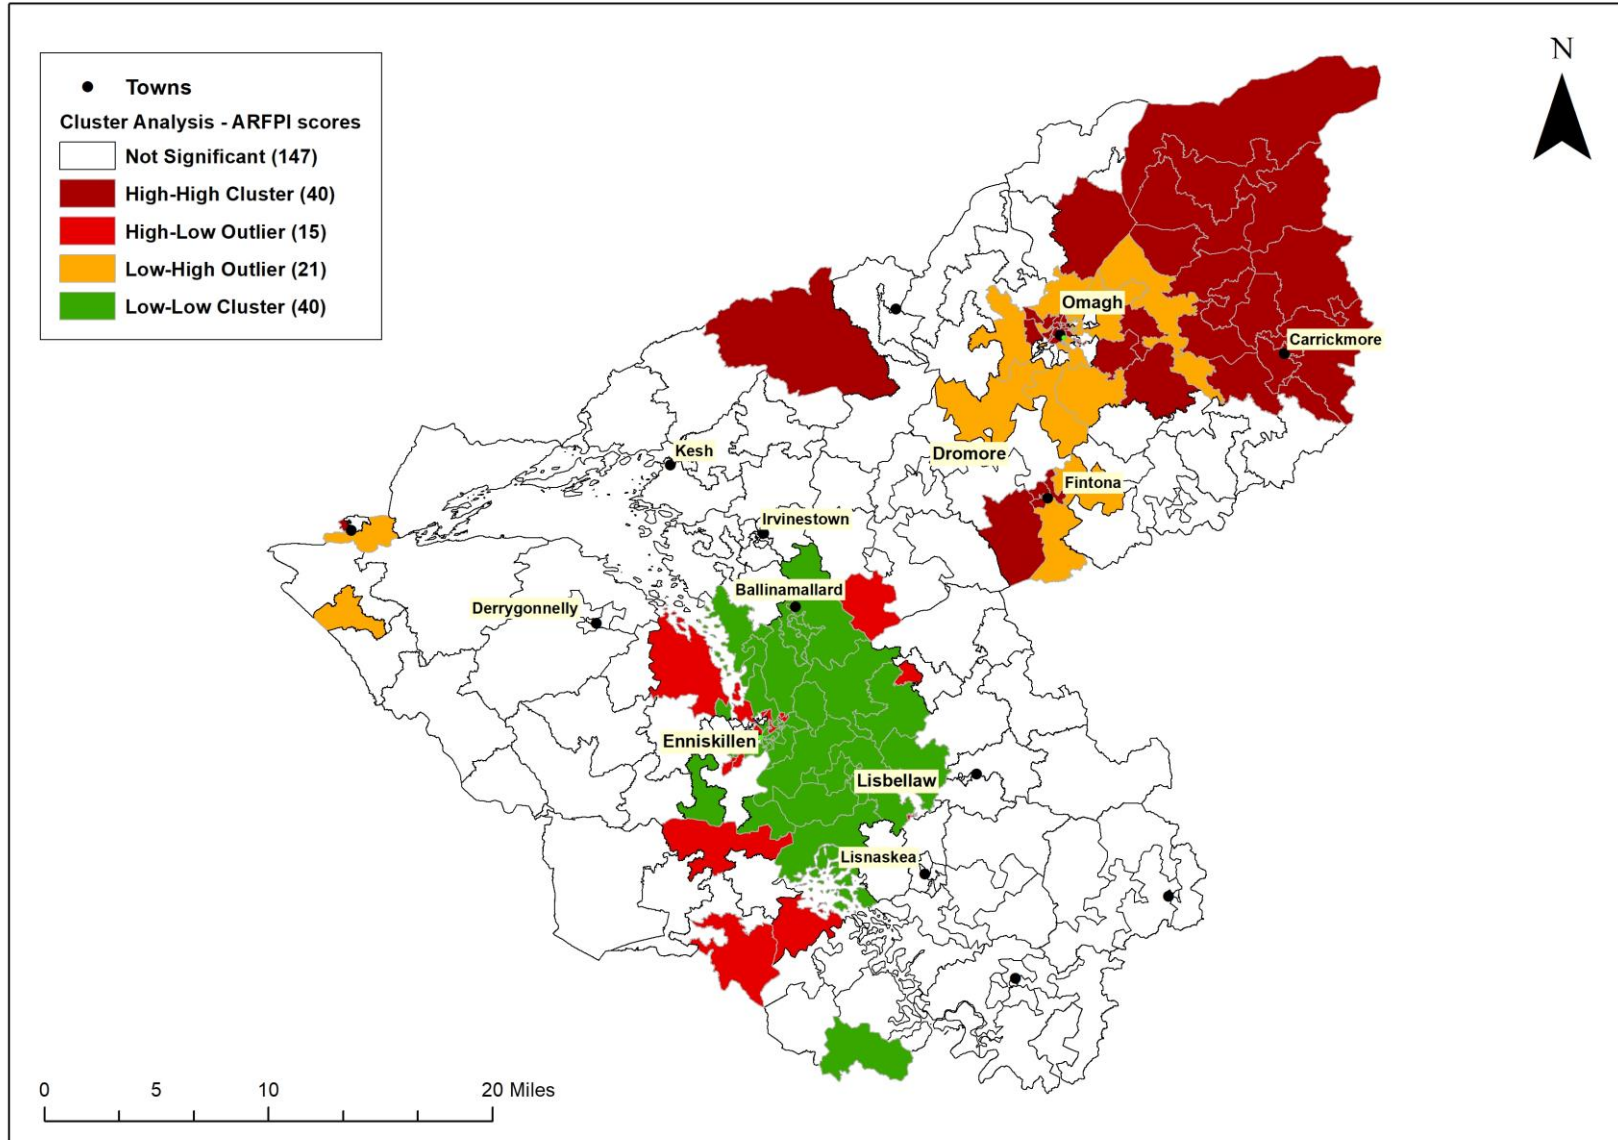 Towns
Cluster Analysis - ARFPI scores
Not Significant (147)
High-High Cluster (40)
High-Low Outlier (15)
Low-High Outlier (21)
Low-Low Cluster (40)
N
Omagh
Carrickmore
Kesh
Dromore
Fintona
Irvinestown
Ballinamallard
Derrygonnelly
Enniskillen
Lisbellaw
Lisnaskea
0 5 10 20 Miles